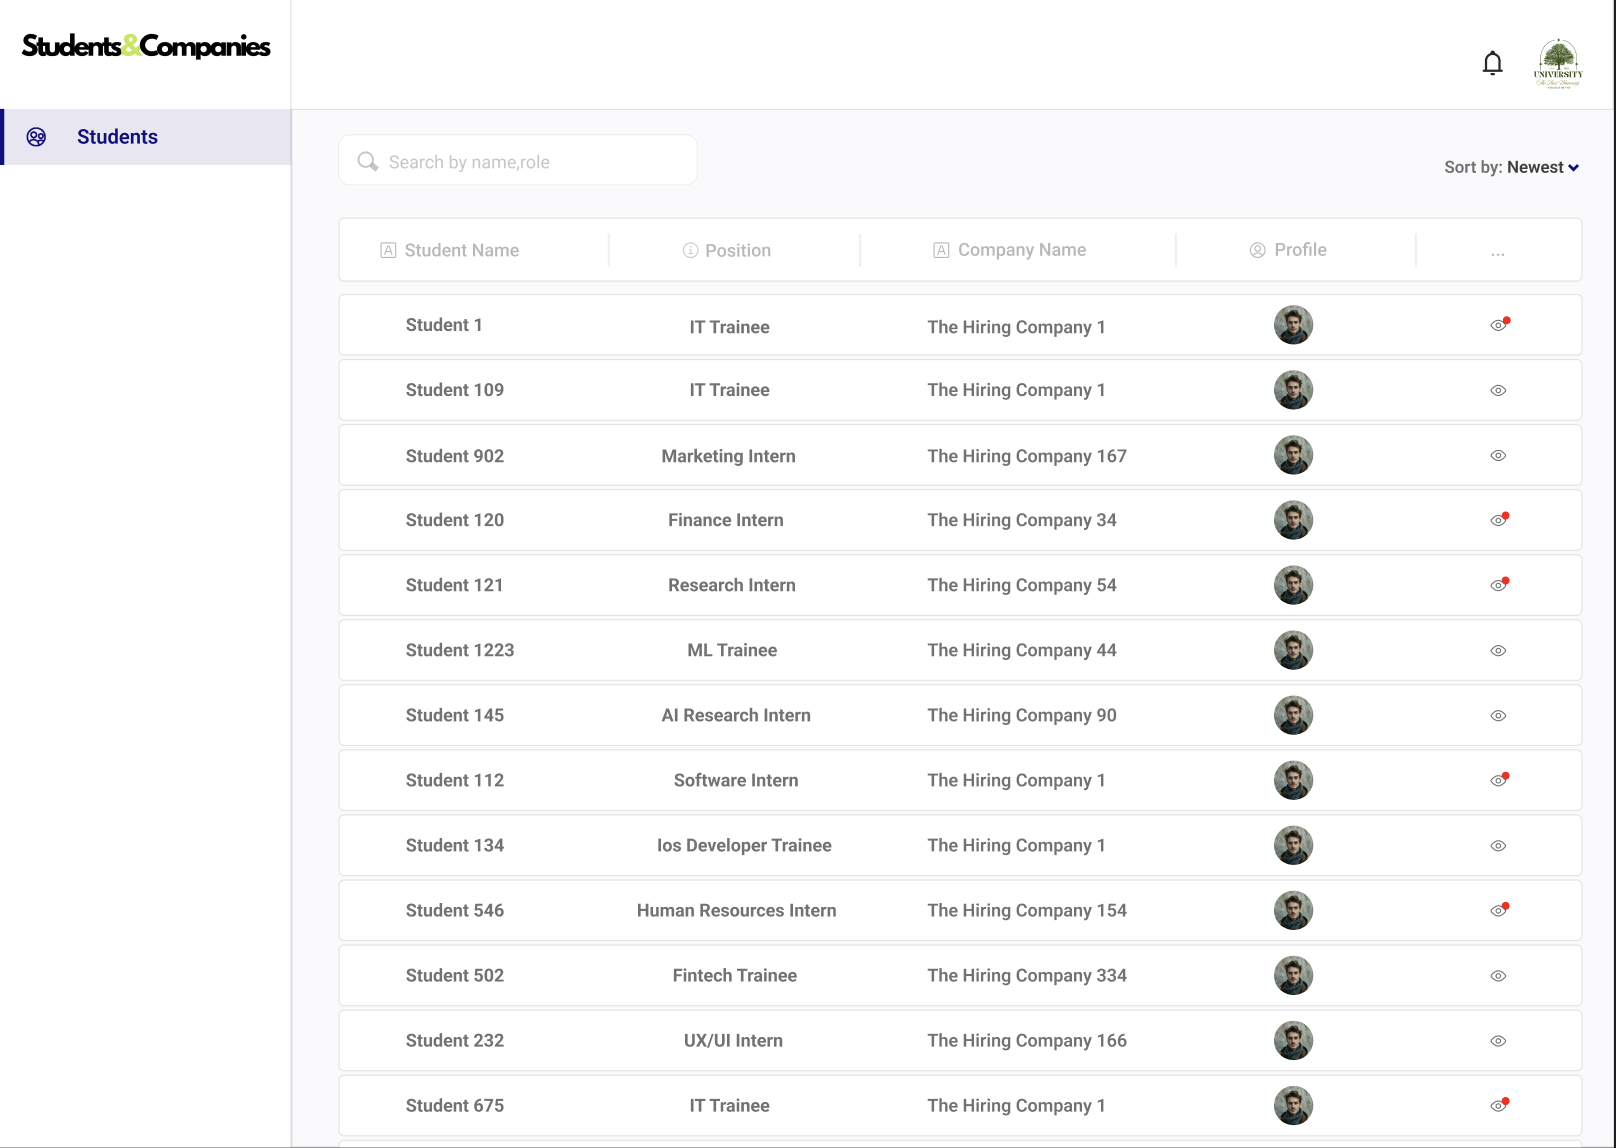 Students&Companies
UNIVERSITY
Students
Search by name,role
Sort by: Newest
Student Name
Position
Company Name
Profile
...
Student 1 IT Trainee The Hiring Company 1
Student 109 IT Trainee The Hiring Company 1
Student 902 Marketing Intern The Hiring Company 167
Student 120 Finance Intern The Hiring Company 34
Student 121 Research Intern The Hiring Company 54
Student 1223 ML Trainee The Hiring Company 44
Student 145 AI Research Intern The Hiring Company 90
Student 112 Software Intern The Hiring Company 1
Student 134 Ios Developer Trainee The Hiring Company 1
Student 546 Human Resources Intern The Hiring Company 154
Student 502 Fintech Trainee The Hiring Company 334
Student 232 UX/UI Intern The Hiring Company 166
Student 675 IT Trainee The Hiring Company 1